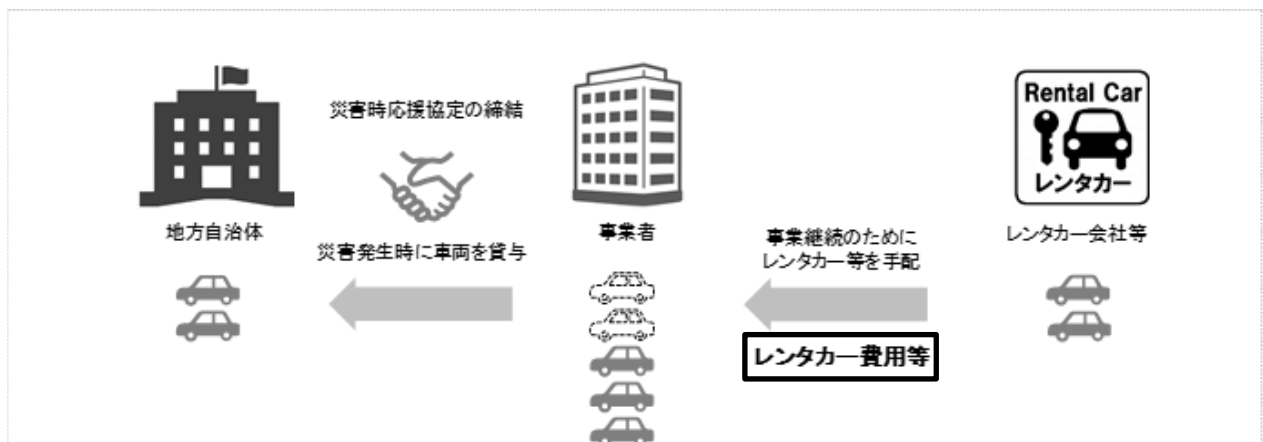 災害時応援協定の締結
地方自治体
災害発生時に車両を貸与
事業者
事業継続のために
レンタカー等を手配
レンタカー費用等
Rental Car
レンタカー
レンタカー会社等